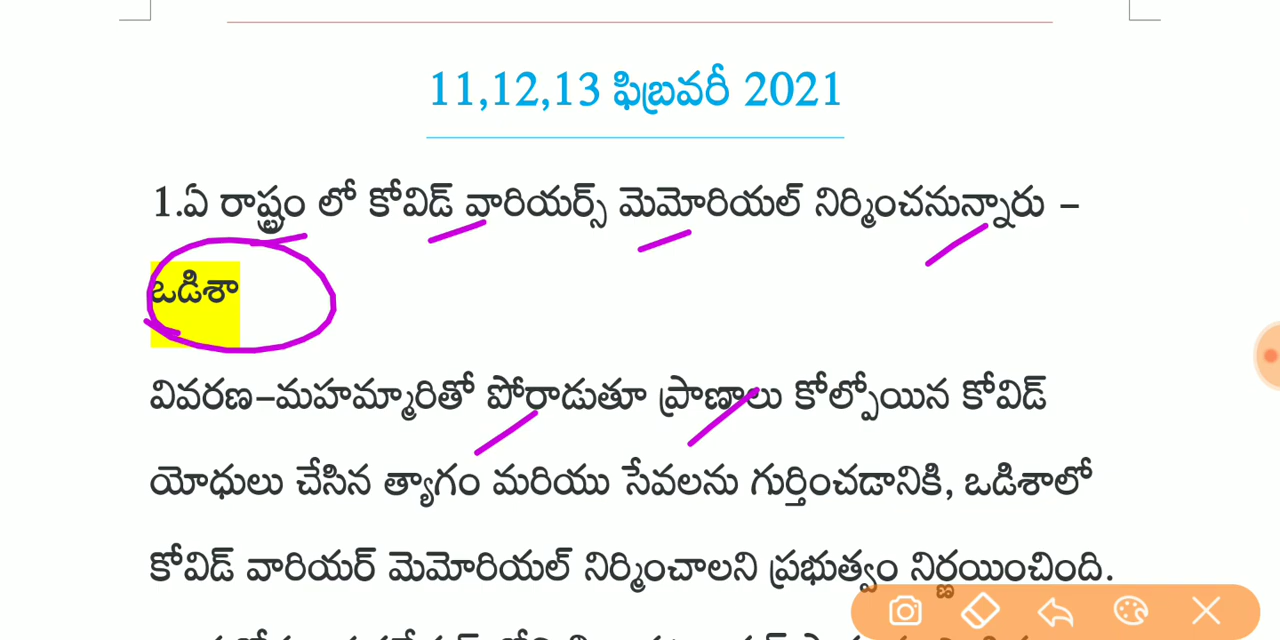 11,12,13 ఫిబ్రవరీ 2021
1.ఏ రాష్ట్రం లో కోవిడ్ వారియర్స్ మెమోరియల్ నిర్మించనున్నారు –
ఒడిశా
వివరణ–మహమ్మారితో పోరాడుతూ ప్రాణాలు కోల్పోయిన కోవిడ్
యోధులు చేసిన త్యాగం మరియు సేవలను గుర్తించడానికి, ఒడిశాలో
కోవిడ్ వారియర్ మెమోరియల్ నిర్మించాలని ప్రభుత్వం నిర్ణయించింది.